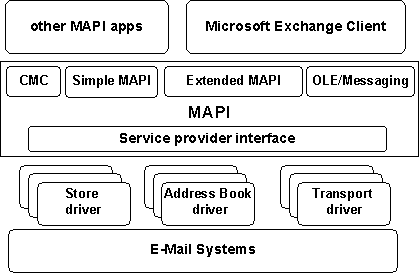 other MAPI apps
Microsoft Exchange Client
CMC
Simple MAPI
Extended MAPI
OLE/Messaging
MAPI
Service provider interface
Store
driver
Address Book
driver
Transport
driver
E-Mail Systems